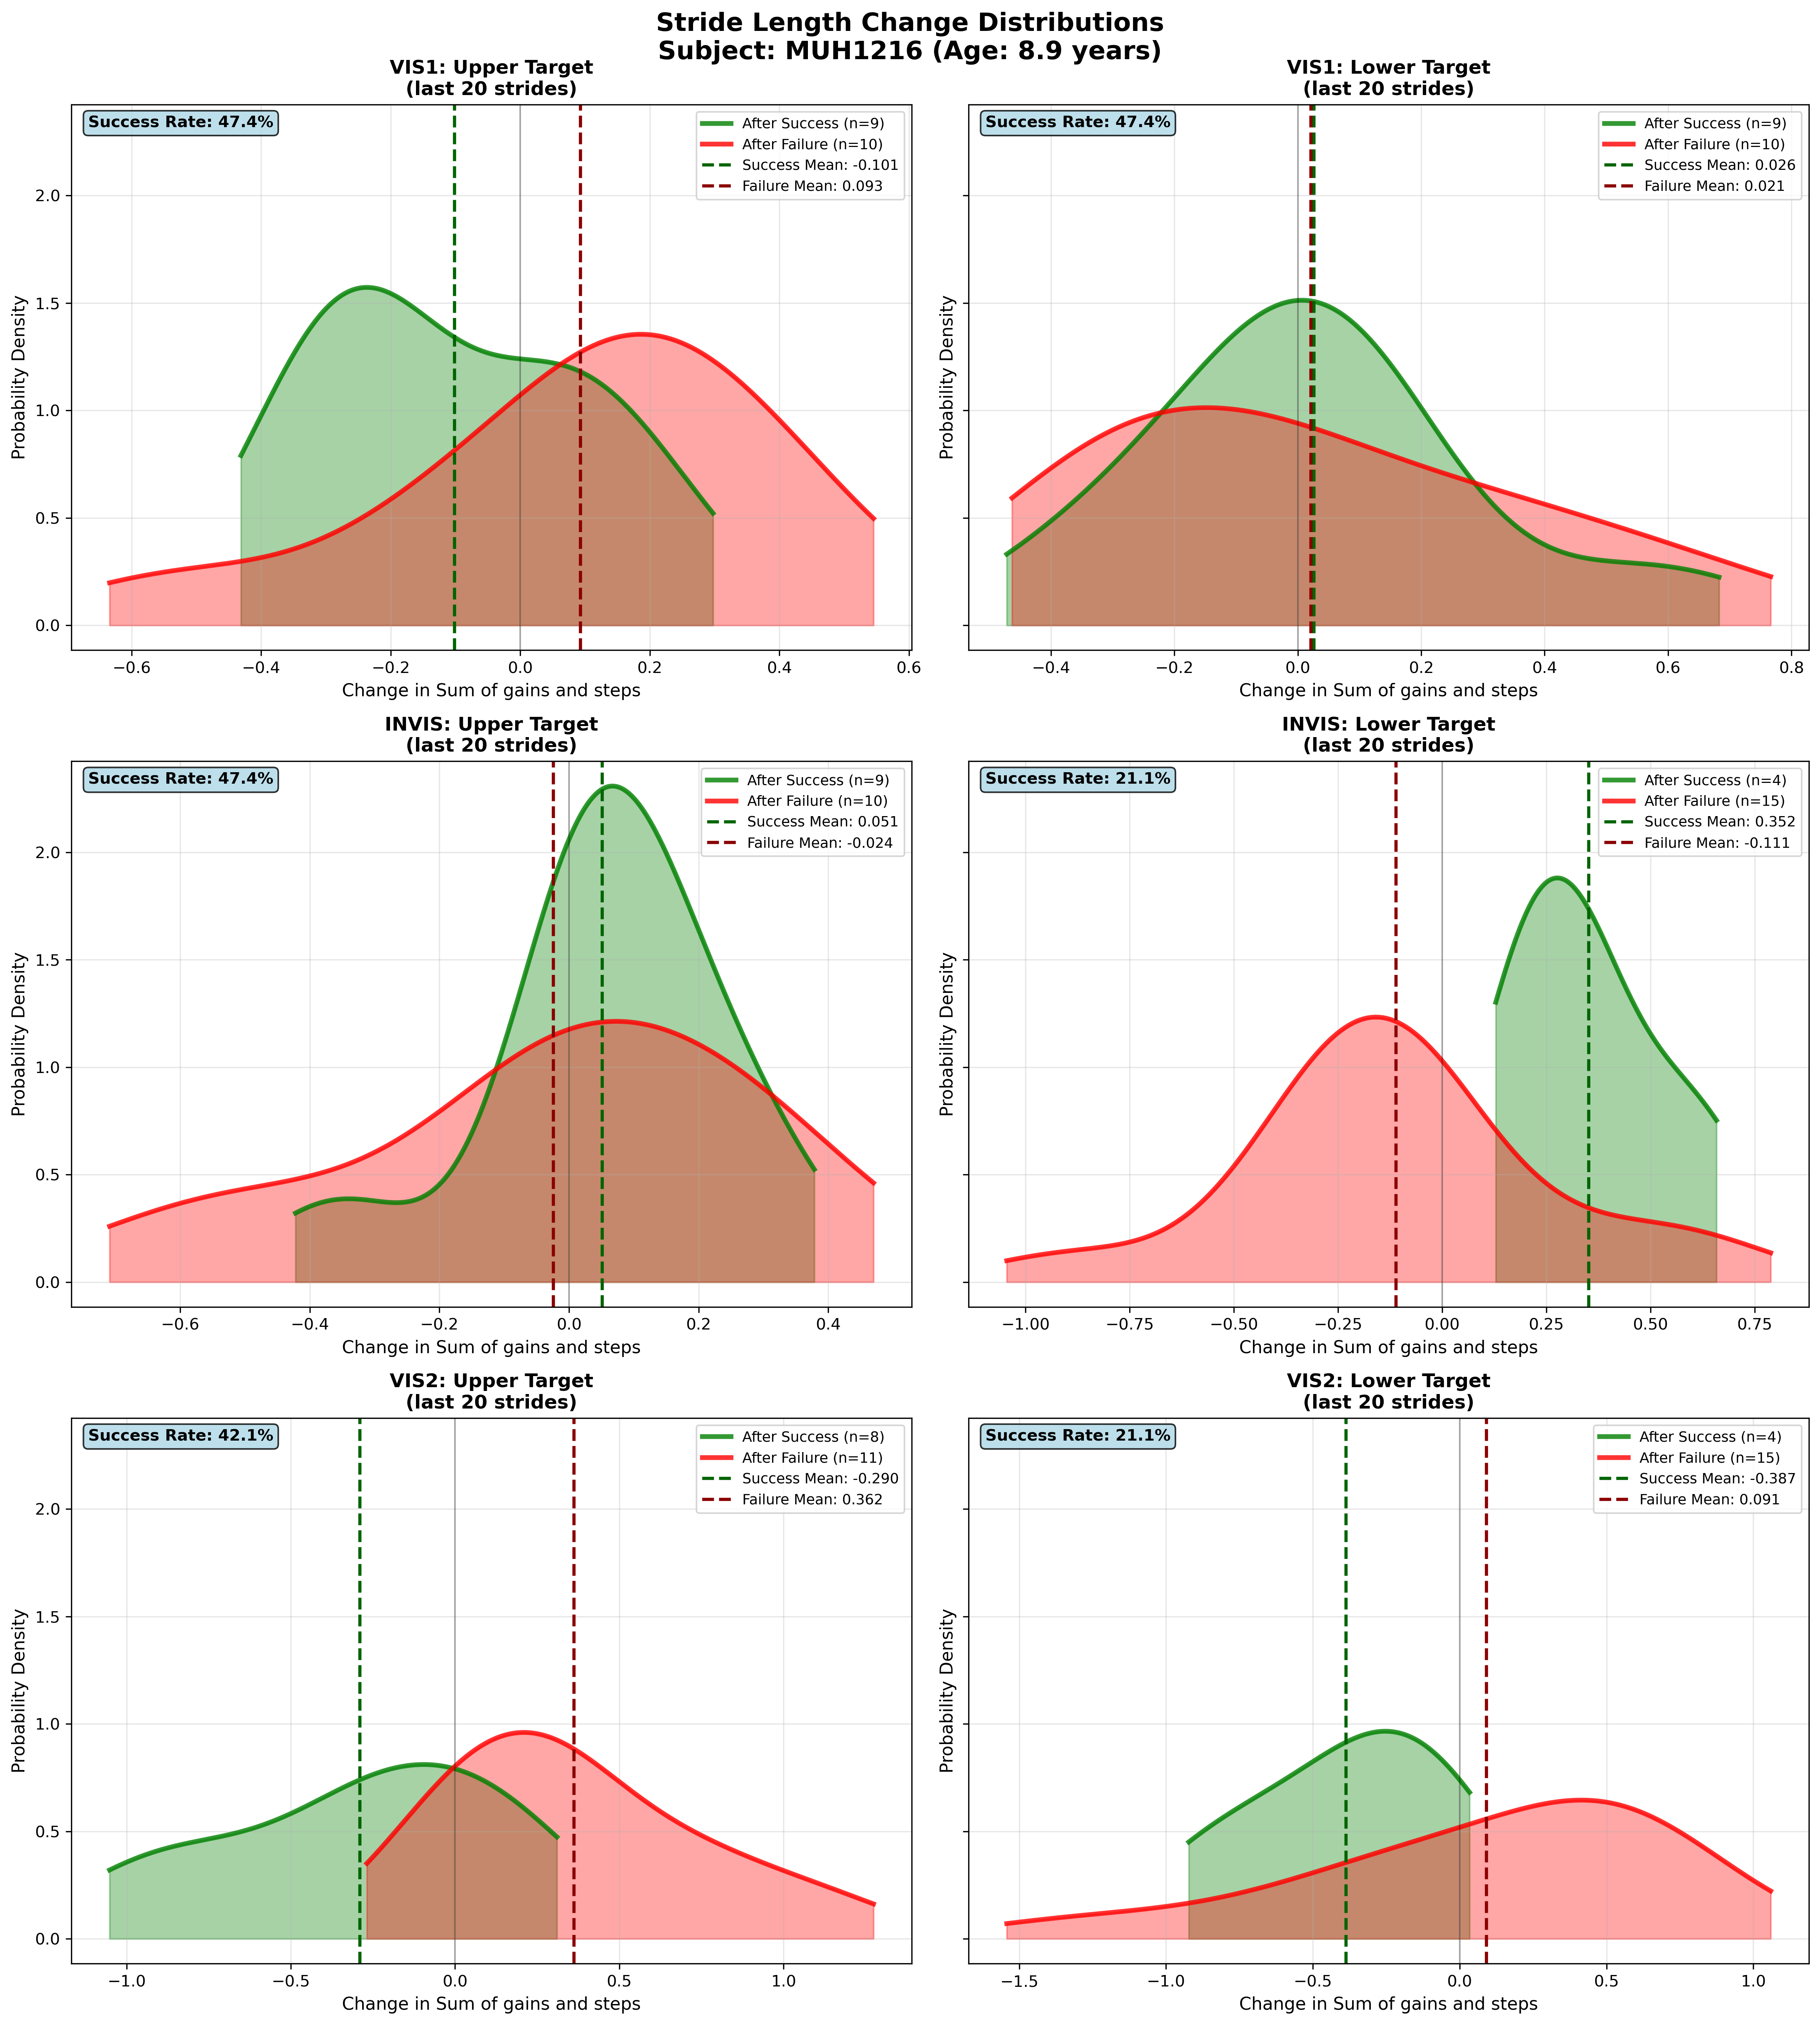 Stride Length Change Distributions
Subject: MUH1216 (Age: 8.9 years)
VIS1: Upper Target
(last 20 strides)
Success Rate: 47.4%
After Success (n=9)
After Failure (n=10)
Success Mean: -0.101
Failure Mean: 0.093
Probability Density
2.0
1.5
1.0
0.5
0.0
−0.6 −0.4 −0.2 0.0 0.2 0.4 0.6
Change in Sum of gains and steps
VIS1: Lower Target
(last 20 strides)
Success Rate: 47.4%
After Success (n=9)
After Failure (n=10)
Success Mean: 0.026
Failure Mean: 0.021
Probability Density
−0.4 −0.2 0.0 0.2 0.4 0.6 0.8
Change in Sum of gains and steps
INVIS: Upper Target
(last 20 strides)
Success Rate: 47.4%
After Success (n=9)
After Failure (n=10)
Success Mean: 0.051
Failure Mean: -0.024
Probability Density
2.0
1.5
1.0
0.5
0.0
−0.6 −0.4 −0.2 0.0 0.2 0.4
Change in Sum of gains and steps
INVIS: Lower Target
(last 20 strides)
Success Rate: 21.1%
After Success (n=4)
After Failure (n=15)
Success Mean: 0.352
Failure Mean: -0.111
Probability Density
−1.00 −0.75 −0.50 −0.25 0.00 0.25 0.50 0.75
Change in Sum of gains and steps
VIS2: Upper Target
(last 20 strides)
Success Rate: 42.1%
After Success (n=8)
After Failure (n=11)
Success Mean: -0.290
Failure Mean: 0.362
Probability Density
2.0
1.5
1.0
0.5
0.0
−1.0 −0.5 0.0 0.5 1.0
Change in Sum of gains and steps
VIS2: Lower Target
(last 20 strides)
Success Rate: 21.1%
After Success (n=4)
After Failure (n=15)
Success Mean: -0.387
Failure Mean: 0.091
Probability Density
−1.5 −1.0 −0.5 0.0 0.5 1.0
Change in Sum of gains and steps